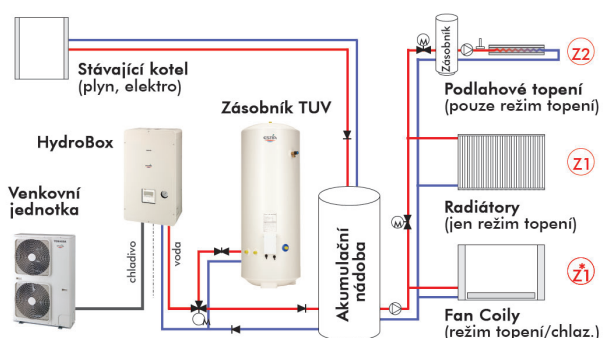 Stávající kotel
(plyn, elektro)
Zásobník TUV
HydroBox
Venkovní
jednotka
chladivo
voda
Akumulační
nádoba
M
M
M
Zásobník
Z2
Podlahové topení
(pouze režim topení)
Z1
Radiátory
(jen režim topení)
Z1*
Fan Coily
(režim topení/chlaz.)